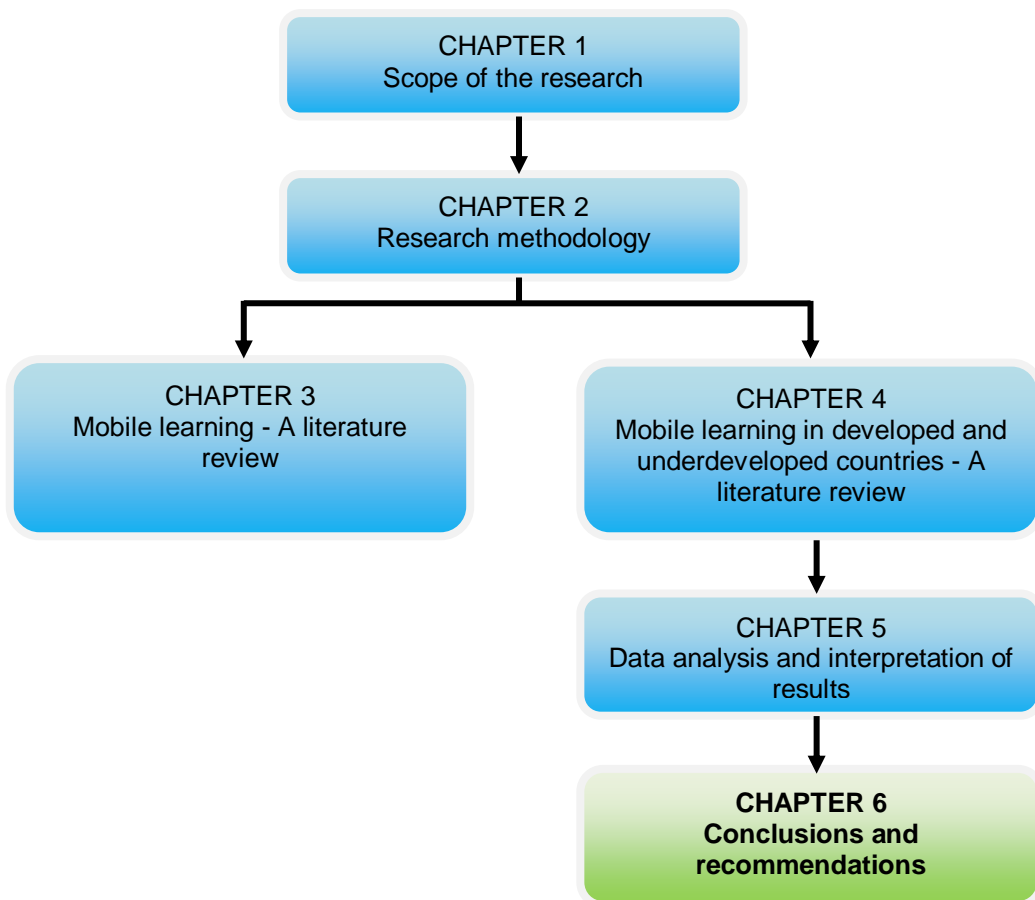 CHAPTER 1
Scope of the research
CHAPTER 2
Research methodology
CHAPTER 3
Mobile learning - A literature
review
CHAPTER 4
Mobile learning in developed and
underdeveloped countries - A
literature review
CHAPTER 5
Data analysis and interpretation of
results
CHAPTER 6
Conclusions and
recommendations